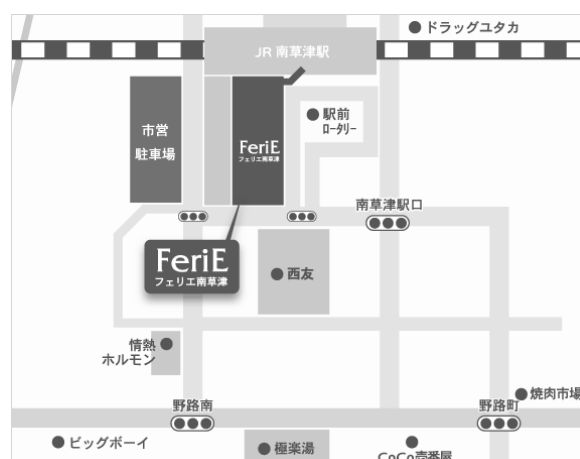 ドラッグユタカ
JR 南草津駅
市営
駐車場
駅前
ロータリー
FeriE
フェリエ南草津
南草津駅口
FeriE
フェリエ南草津
西友
情熱
ホルモン
焼肉市場
野路南
野路町
ビッグボーイ
極楽湯
CoCo壱番屋